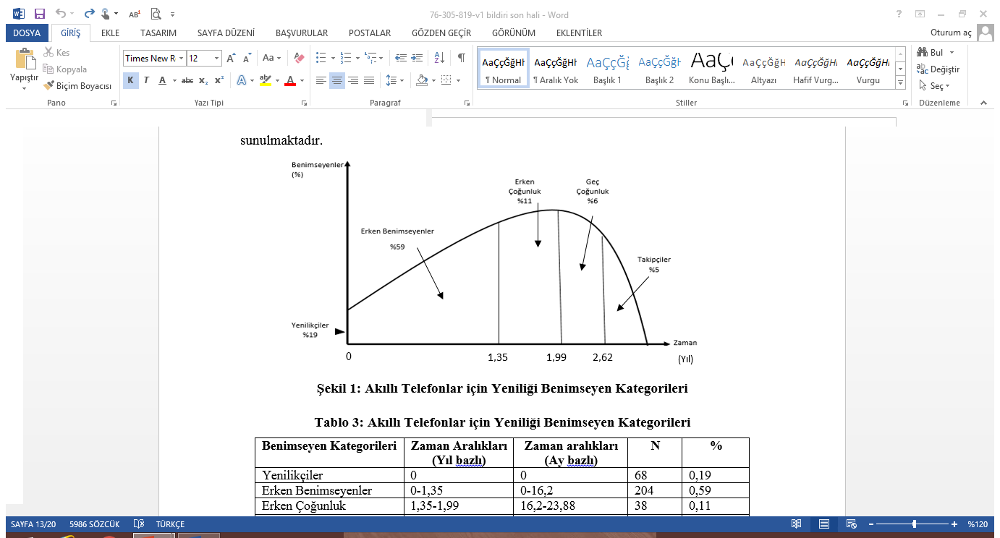 76-305-819-v1 bildiri son hali - Word
DOSYA GİRİŞ EKLE TASARIM SAYFA DÜZENİ BAŞVURULAR POSTALAR GÖZDEN GEÇİR GÖRÜNÜM EKLENTİLER Oturum aç
Yapıştır
Kes
Kopyala
Biçim Boyacısı
Pano
Times New R 12
Aa
K T A abc x₂ x² A aby A
Yazı Tipi
Paragraf
AaÇçĞğHł AaÇçĞğHł AaÇçĞğ AaÇçĞğł AaÇç AaÇçĞğH AaÇçĞğHı AaÇçĞğHı
¶ Normal ¶ Aralık Yok Başlık 1 Başlık 2 Konu Başlı... Altyazı Hafif Vurg... Vurgu
Stiller
Bul
Değiştir
Seç
Düzenleme
sunulmaktadır.
Benimseyenler
(%)
Erken
Çoğunluk
%11
Geç
Çoğunluk
%6
Erken Benimseyenler
%59
Takipçiler
%5
Yenilikçiler
%19
Zaman
(Yıl)
0 1,35 1,99 2,62
Şekil 1: Akıllı Telefonlar için Yeniliği Benimseyen Kategorileri
Tablo 3: Akıllı Telefonlar için Yeniliği Benimseyen Kategorileri
Benimseyen Kategorileri Zaman Aralıkları (Yıl bazlı) Zaman aralıkları (Ay bazlı) N %
Yenilikçiler 0 0 68 0,19
Erken Benimseyenler 0-1,35 0-16,2 204 0,59
Erken Çoğunluk 1,35-1,99 16,2-23,88 38 0,11
SAYFA 13/20 5986 SÖZCÜK TÜRKÇE %120